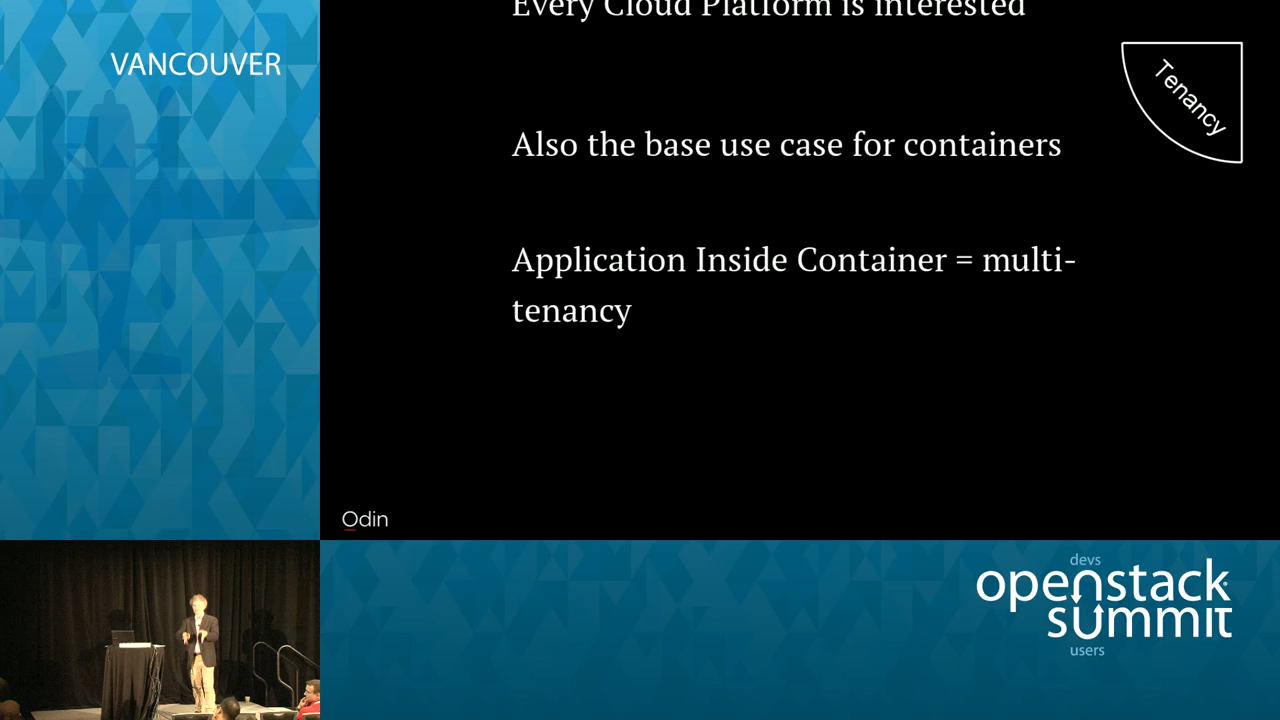 VANCOUVER
Every Cloud Platform is interested
Tenancy
Also the base use case for containers
Application Inside Container = multi-
tenancy
Odin
devs
openstack
summit
users